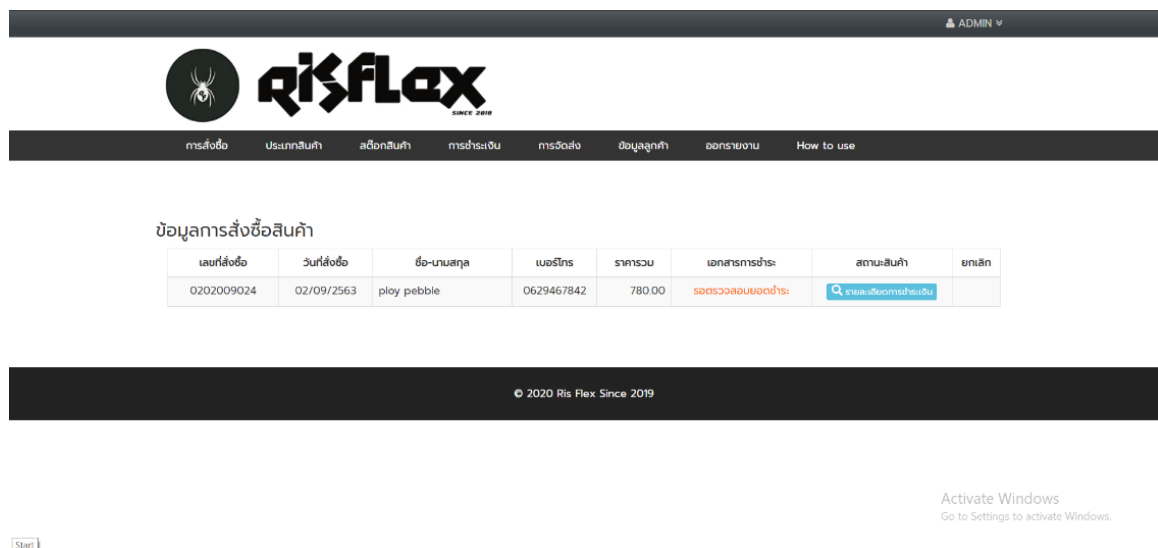 ADMIN
RISFLEX
SINCE 2019
การสั่งซื้อ ประเภทสินค้า สต๊อกสินค้า การชำระเงิน การจัดส่ง ข้อมูลลูกค้า ออกรายงาน How to use
ข้อมูลการสั่งซื้อสินค้า
เลขที่สั่งซื้อ วันที่สั่งซื้อ ชื่อ-นามสกุล เบอร์โทร ราคารวม เอกสารการชำระ สถานะสินค้า ยกเลิก
0202009024 02/09/2563 ploy pebble 0629467842 780.00 รอตรวจสอบยอดชำระ รายละเอียดการชำระเงิน
© 2020 Ris Flex Since 2019
Activate Windows
Go to Settings to activate Windows.
Start